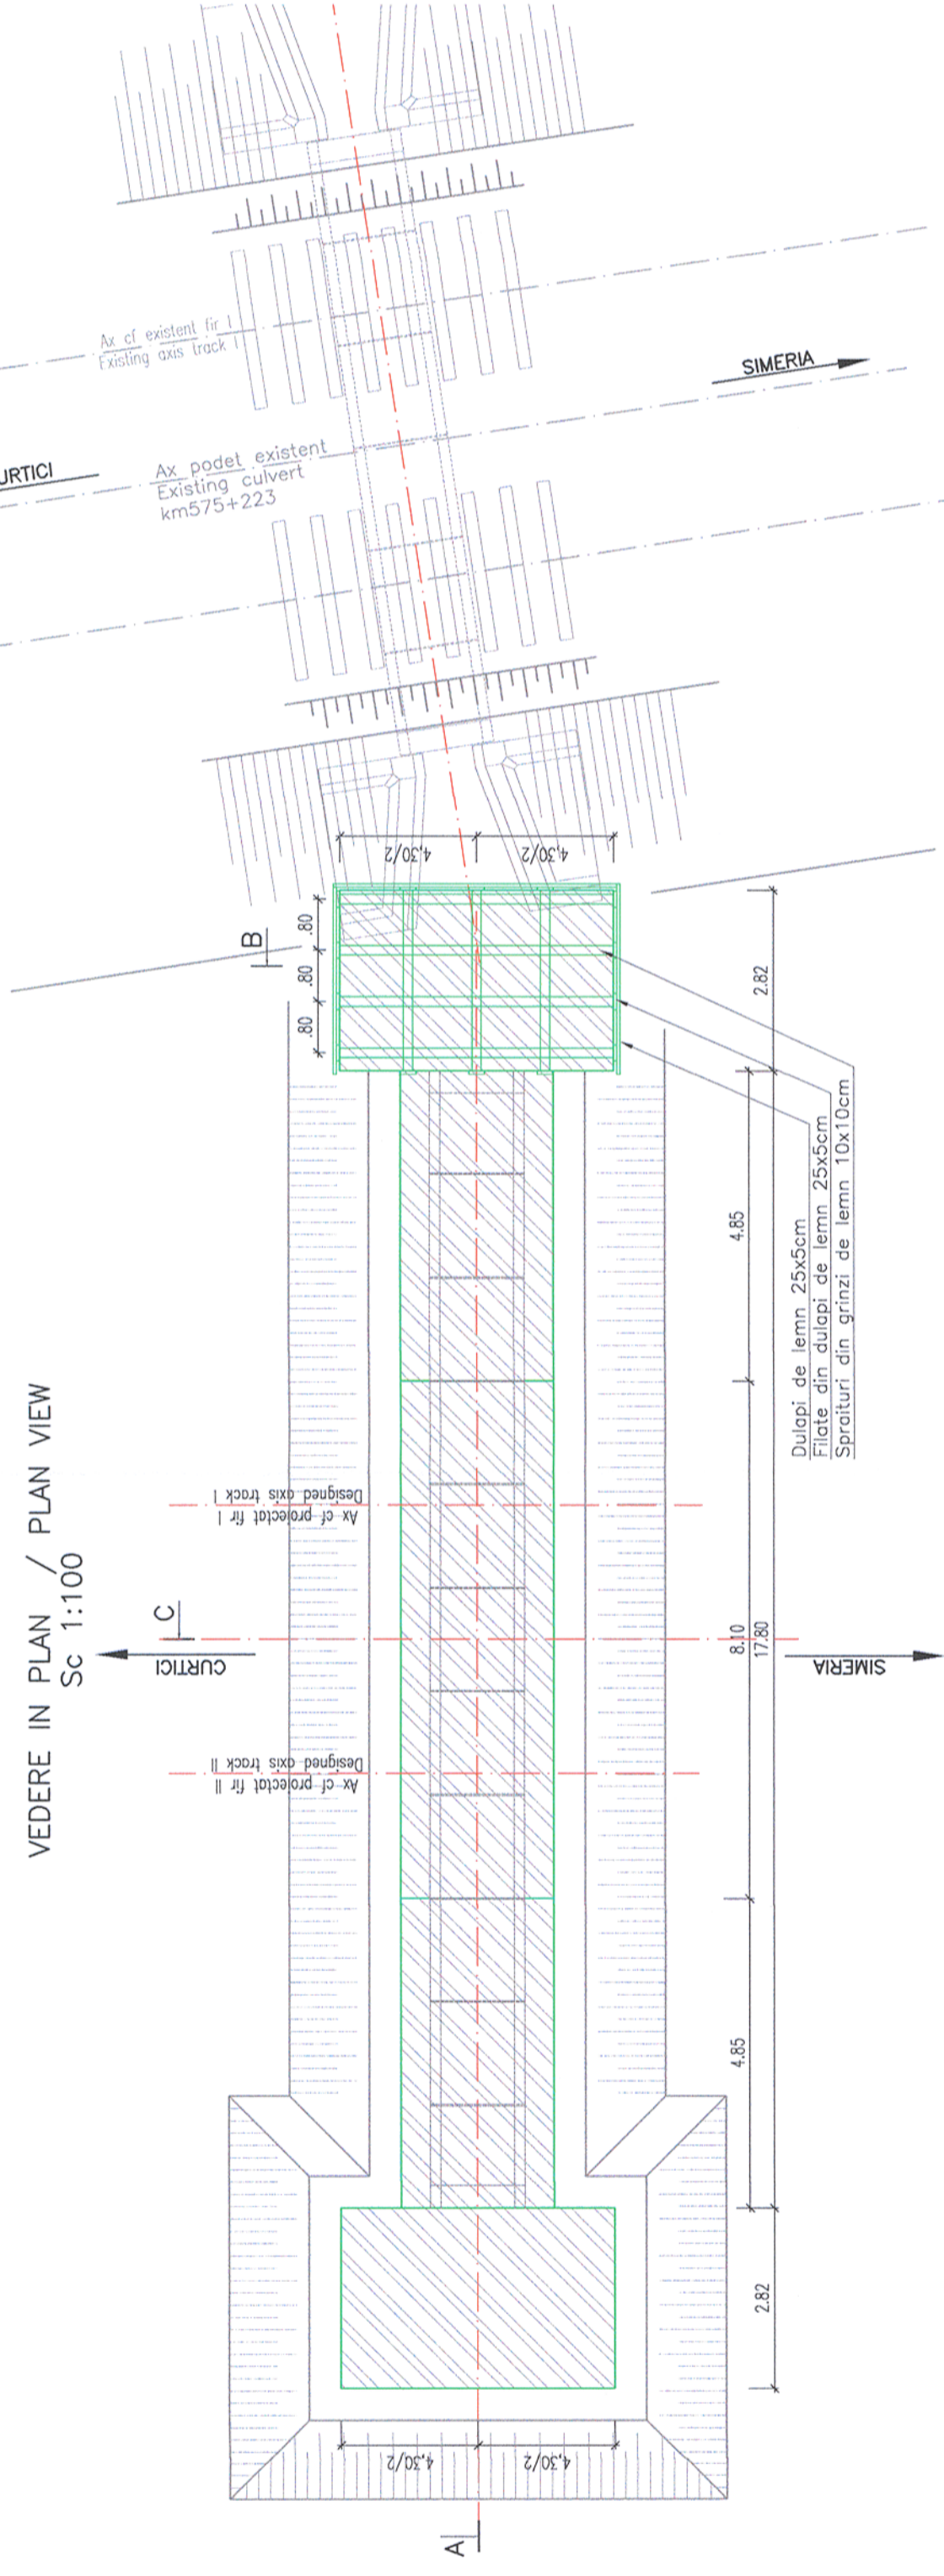 VEDERE IN PLAN / PLAN VIEW
Sc 1:100
Ax cf existent fir I
Existing axis track I
URTICI
Ax podet existent
Existing culvert
km575+223
SIMERIA
4,30/2
4,30/2
B
.80
.80
.80
2.82
4.85
Dulapi de lemn 25x5cm
Filate din dulapi de lemn 25x5cm
Spraituri din grinzi de lemn 10x10cm
Ax cf proiectat fir I
Designed axis track I
C
CURTICI
8.10
17.80
SIMERIA
Ax cf proiectat fir II
Designed axis track II
4.85
2.82
4,30/2
4,30/2
A